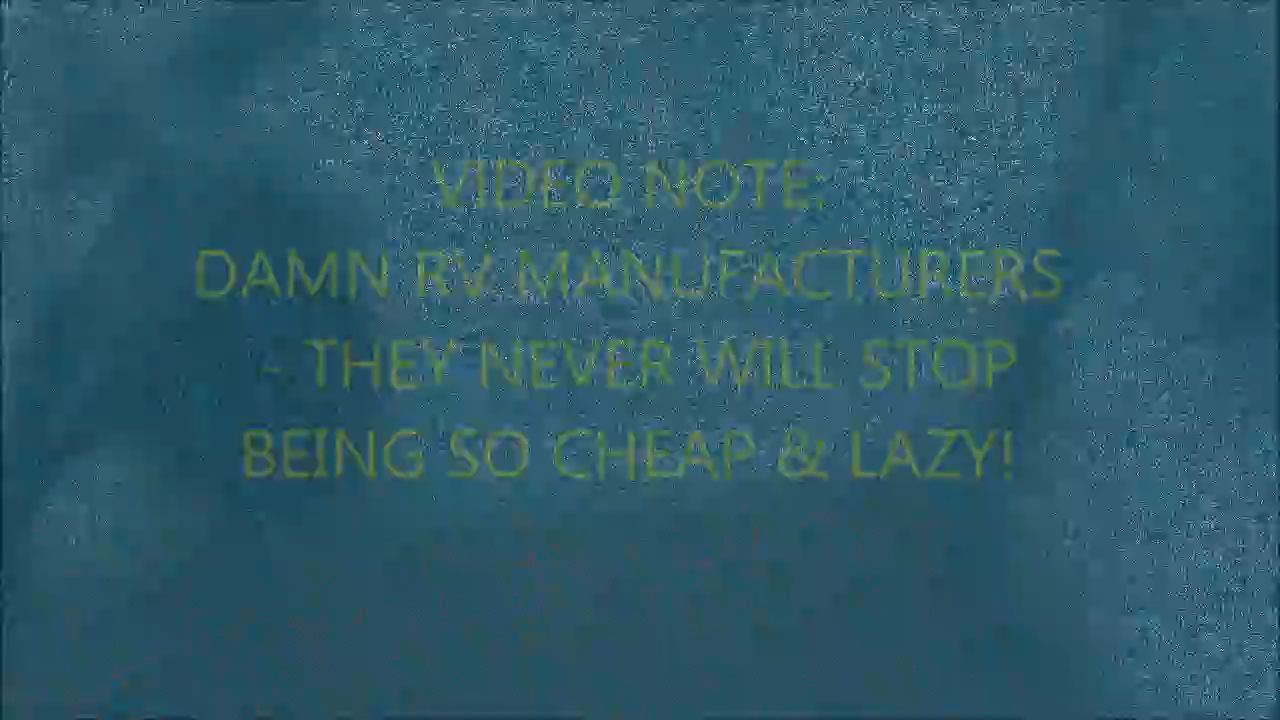 VIDEO NOTE:
DAMN RV MANUFACTURERS
- THEY NEVER WILL STOP
BEING SO CHEAP & LAZY!